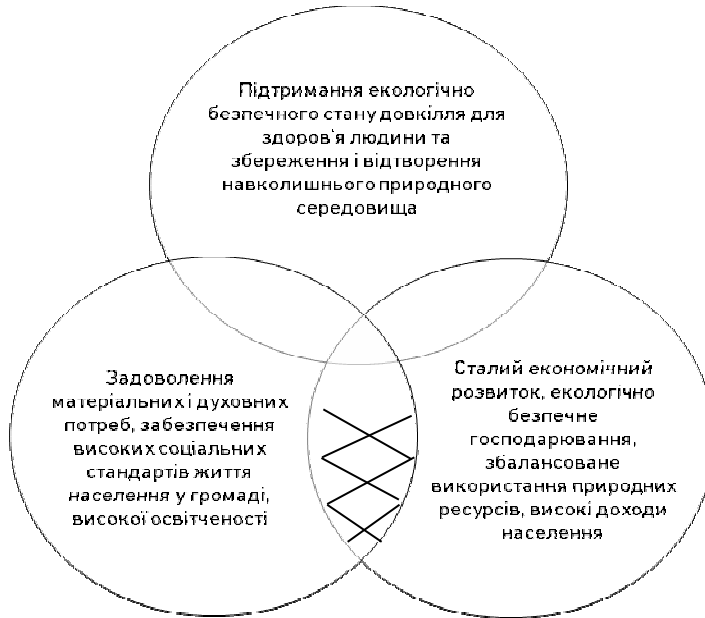 Підтримання екологічно
безпечного стану довкілля для
здоров'я людини та
збереження і відтворення
навколишнього природного
середовища
Задоволення
матеріальних і духовних
потреб, забезпечення
високих соціальних
стандартів життя
населення у громаді,
високої освітченості
Сталий економічний
розвиток, екологічно
безпечне
господарювання,
збалансоване
використання природних
ресурсів, високі доходи
населення